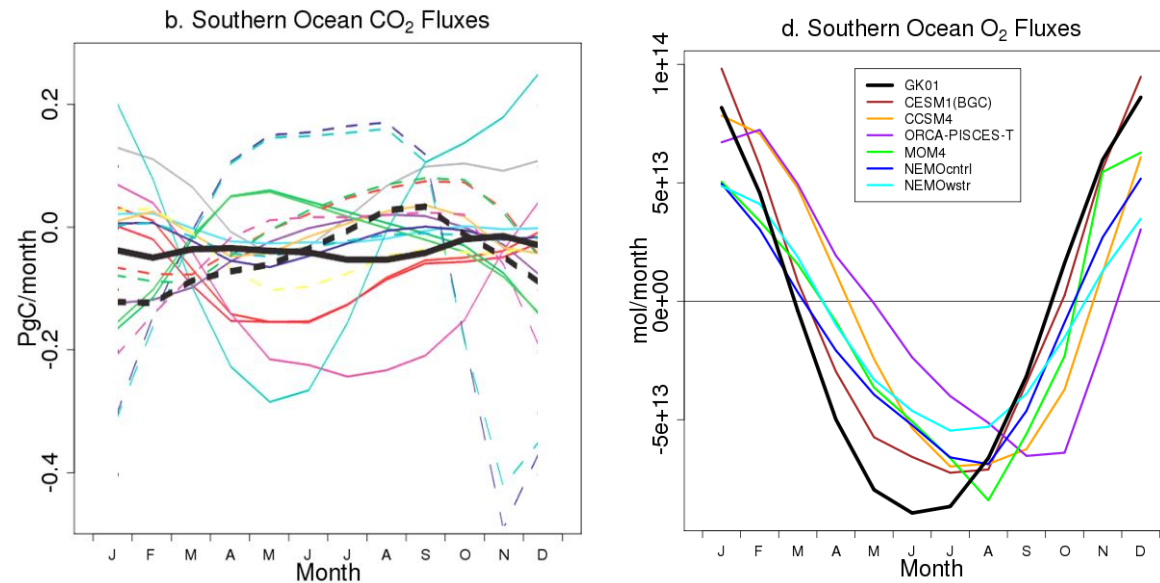 b. Southern Ocean CO₂ Fluxes
PgC/month
0.2
0.0
-0.2
-0.4
J F M A M J J A S O N D
Month
d. Southern Ocean O₂ Fluxes
mol/month
1e+14
5e+13
0e+00
-5e+13
GK01
CESM1(BGC)
CCSM4
ORCA-PISCES-T
MOM4
NEMOcntrl
NEMOwstr
J F M A M J J A S O N D
Month